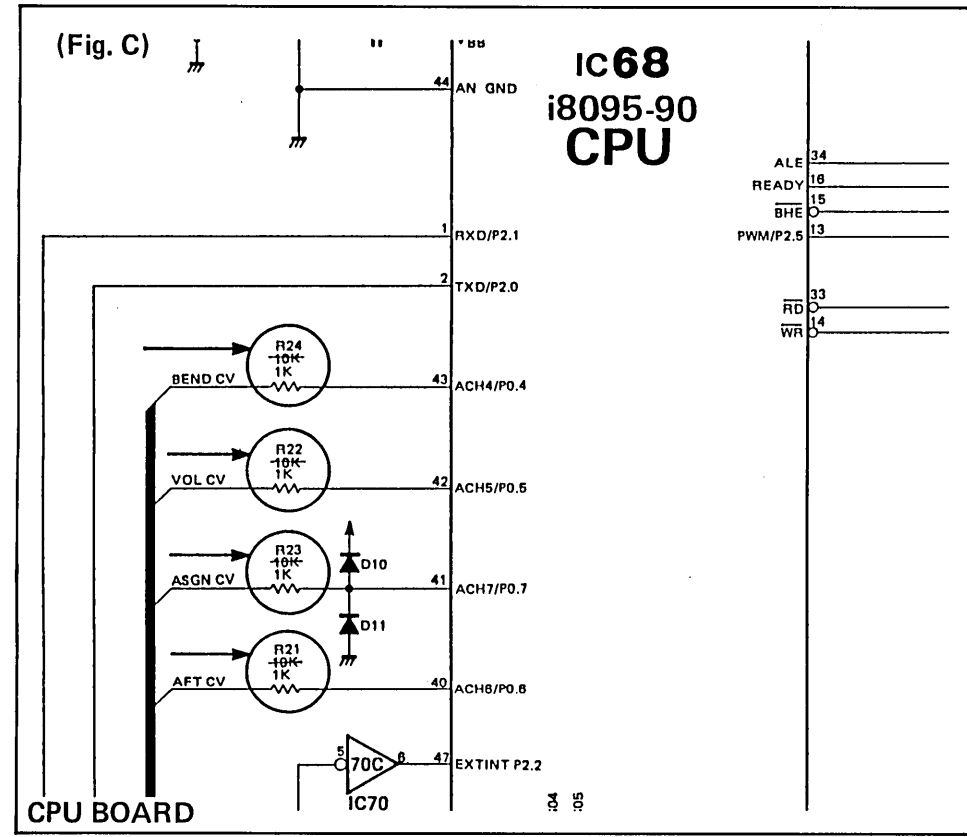 (Fig. C)
VBB
IC68
i8095-90
CPU
44 AN GND
ALE 34
READY 16
BHE 15
PWM/P2.5 13
RD 33
WR 14
1 RXD/P2.1
2 TXD/P2.0
R24
10K
1K
BEND CV
43 ACH4/P0.4
R22
10K
1K
VOL CV
42 ACH5/P0.5
R23
10K
1K
D10
ASGN CV
41 ACH7/P0.7
D11
R21
10K
1K
AFT CV
40 ACH6/P0.6
5 70C 6
47 EXTINT P2.2
IC70
CPU BOARD